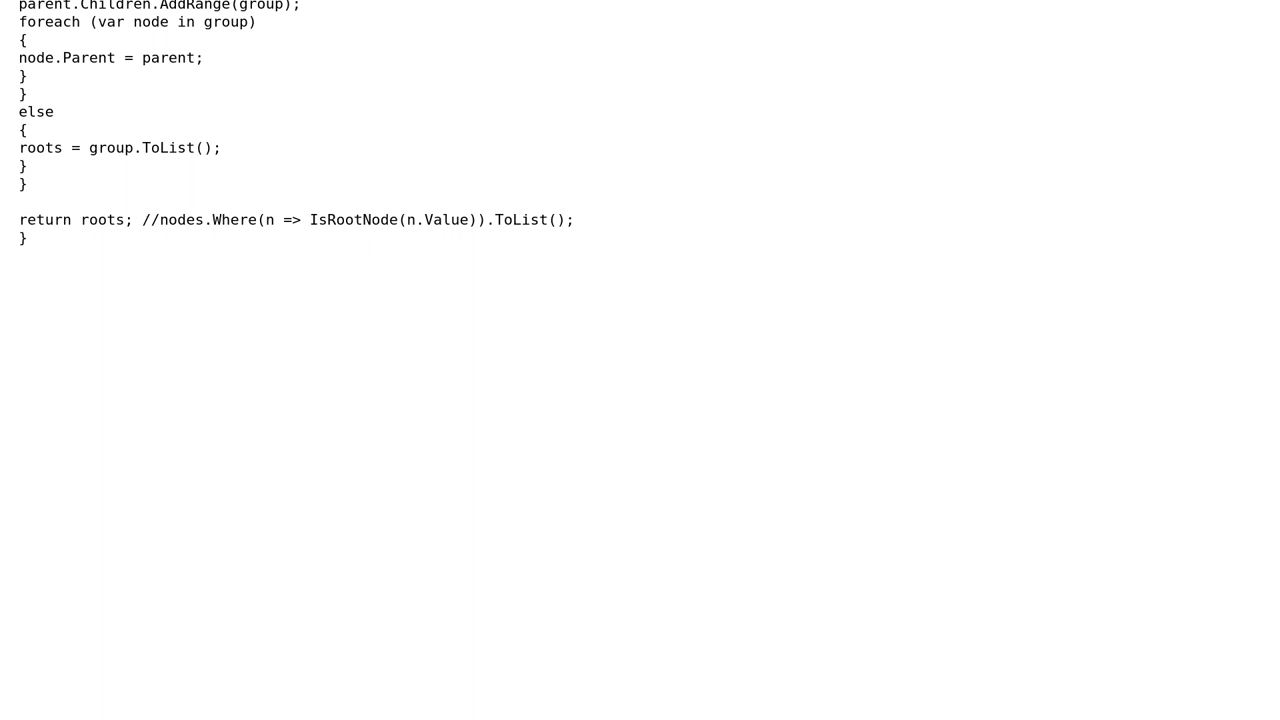 parent.Children.AddRange(group);
foreach (var node in group)
{
node.Parent = parent;
}
}
else
{
roots = group.ToList();
}
}

return roots; //nodes.Where(n => IsRootNode(n.Value)).ToList();
}